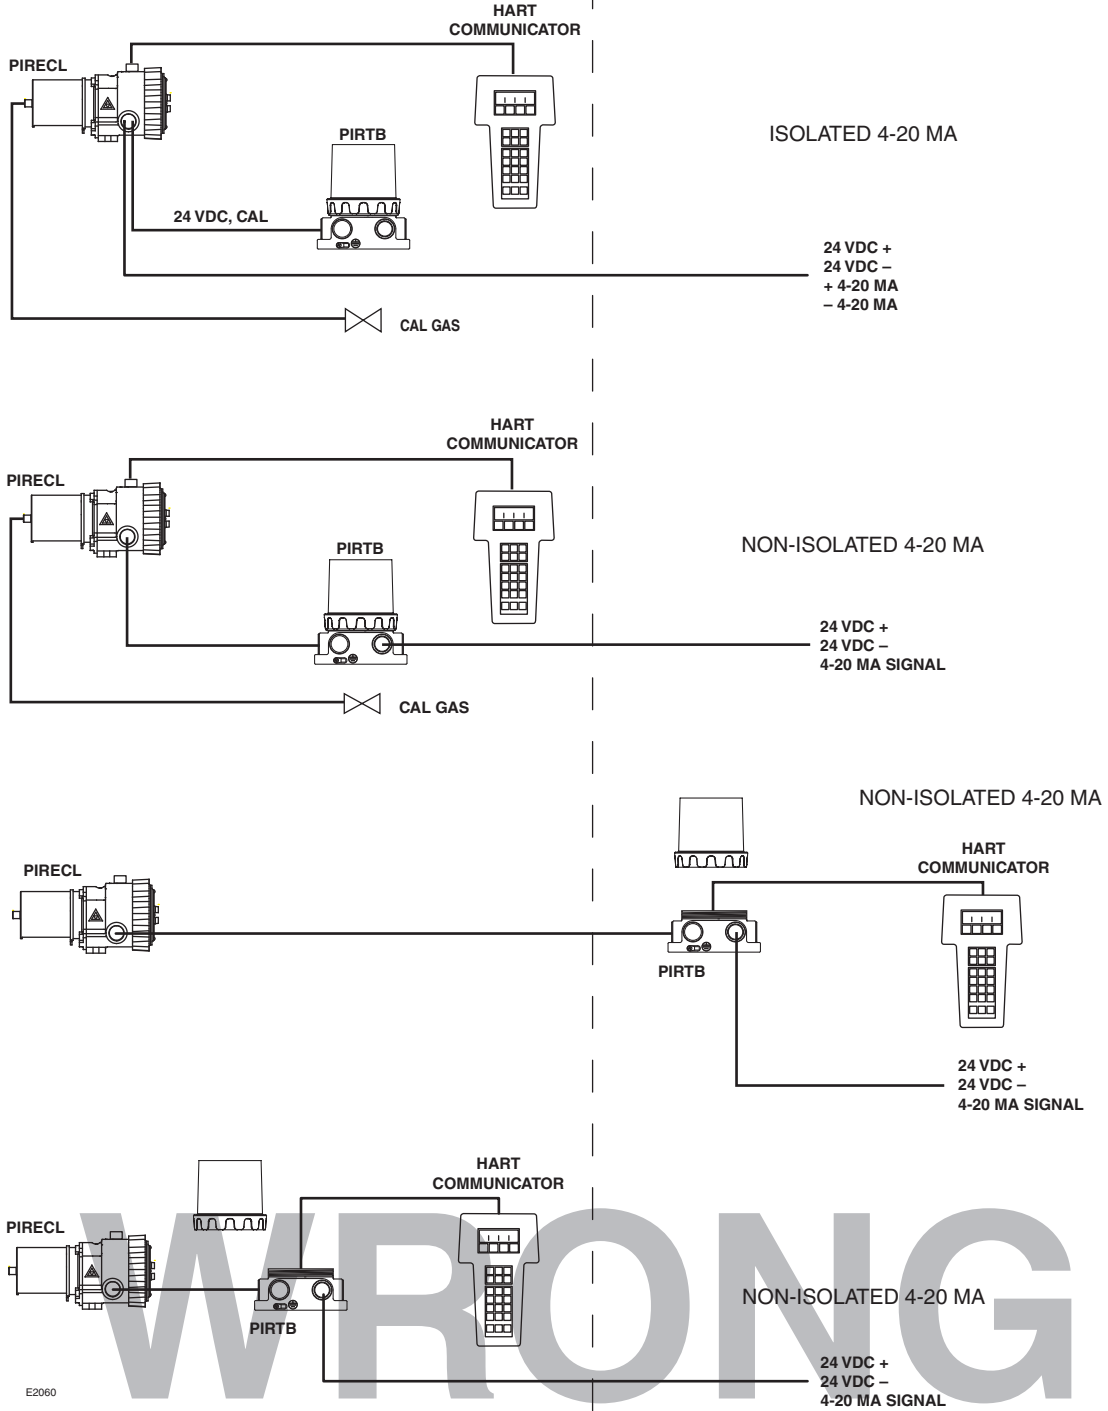 HART
COMMUNICATOR
PIRECL
ISOLATED 4-20 MA
PIRTB
24 VDC, CAL
24 VDC +
24 VDC –
+ 4-20 MA
– 4-20 MA
CAL GAS
HART
COMMUNICATOR
PIRECL
NON-ISOLATED 4-20 MA
PIRTB
24 VDC +
24 VDC –
4-20 MA SIGNAL
CAL GAS
NON-ISOLATED 4-20 MA
HART
COMMUNICATOR
PIRECL
PIRTB
24 VDC +
24 VDC –
4-20 MA SIGNAL
HART
COMMUNICATOR
PIRECL
WRONG
NON-ISOLATED 4-20 MA
PIRTB
24 VDC +
24 VDC –
4-20 MA SIGNAL
E2060